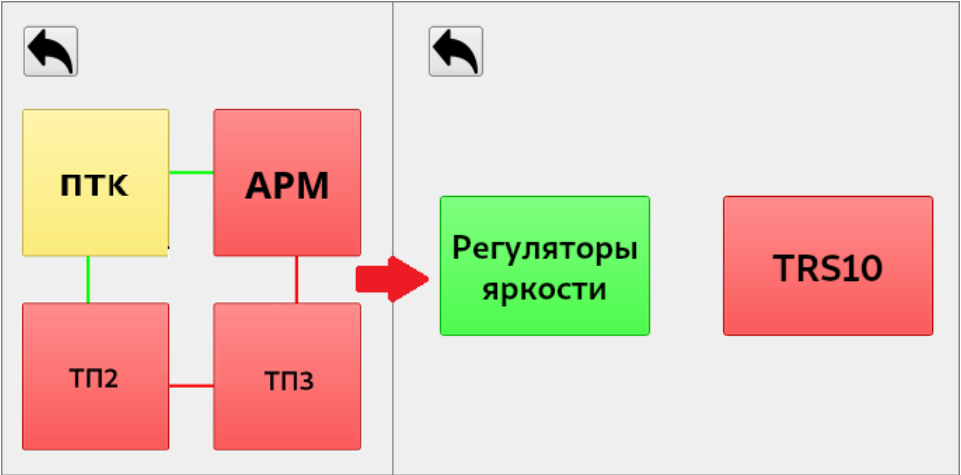 ПТК
АРМ
ТП2
ТП3
Регуляторы
яркости
TRS10